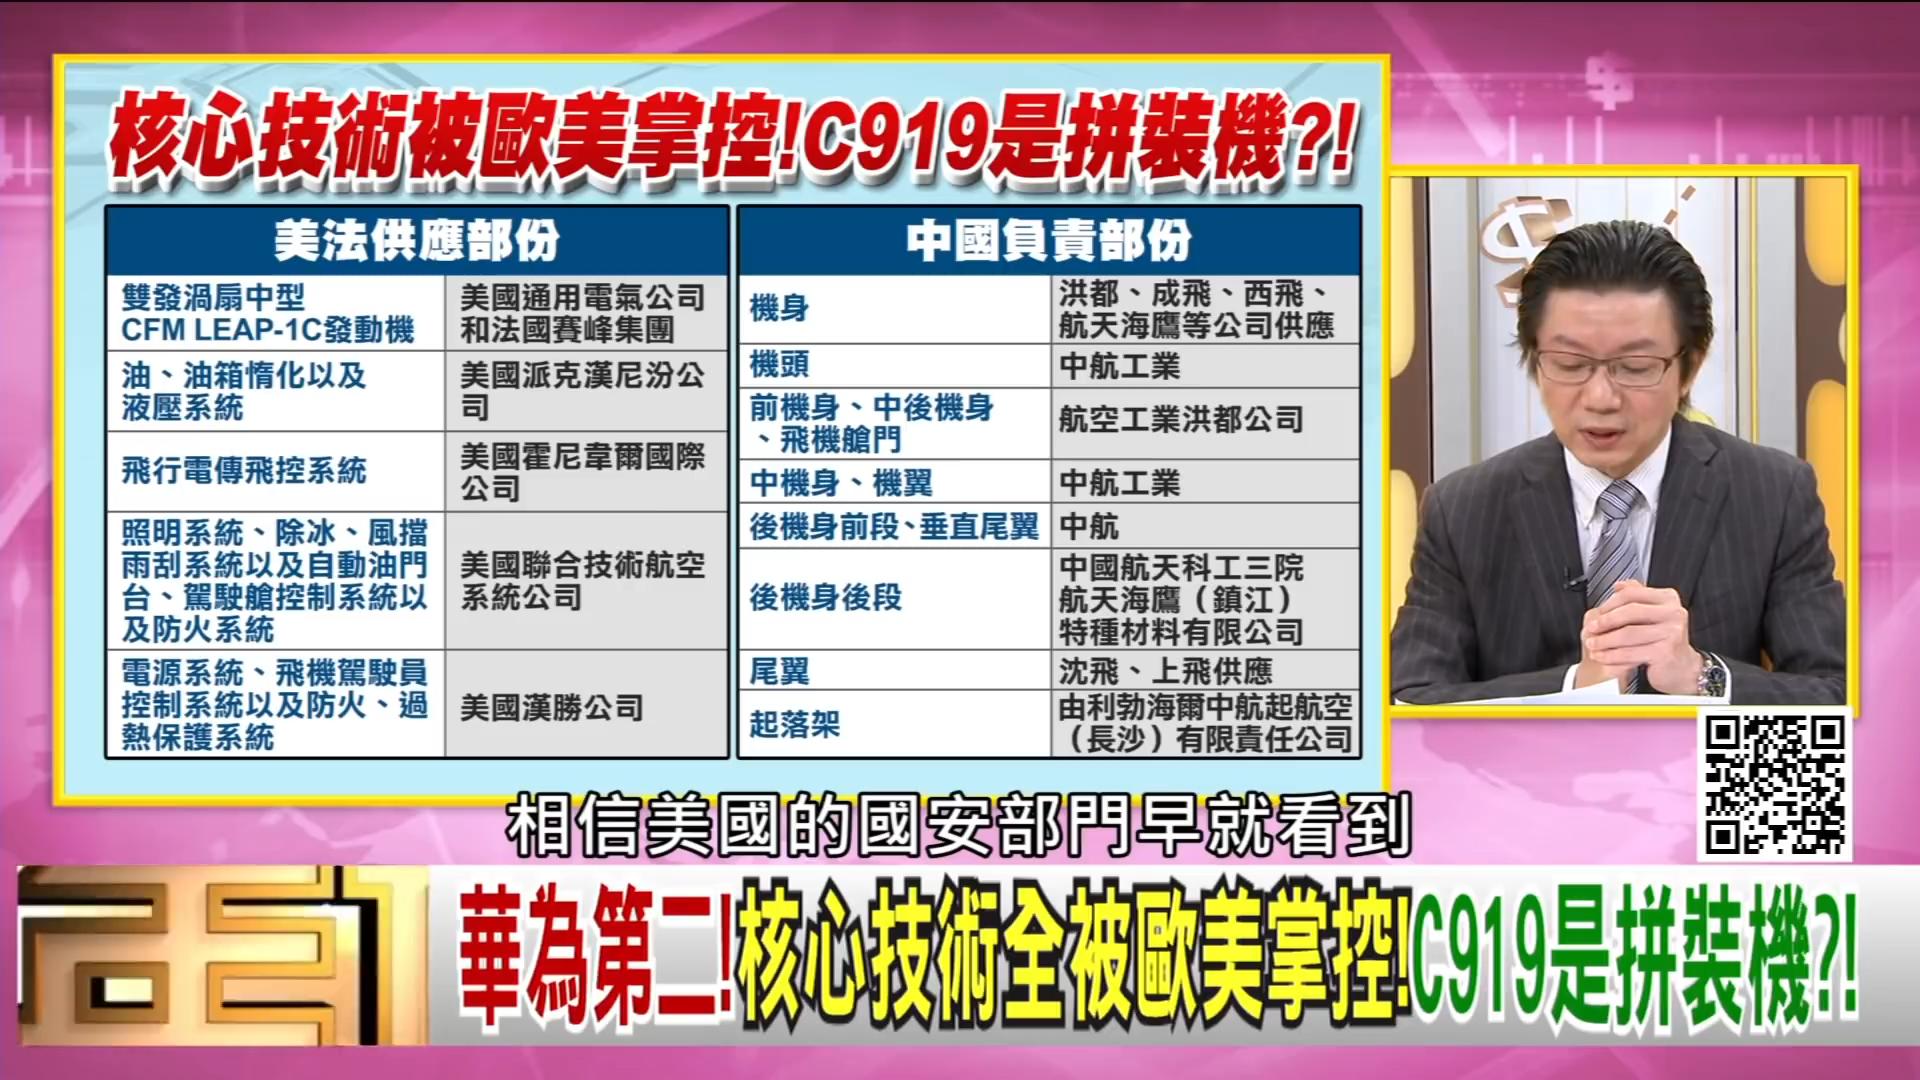 核心技術被歐美掌控!C919是拼裝機?!
美法供應部份
雙發渦扇中型
CFM LEAP-1C發動機
美國通用電氣公司
和法國賽峰集團
油、油箱惰化以及
液壓系統
美國派克漢尼汾公
司
飛行電傳飛控系統
美國霍尼韋爾國際
公司
照明系統、除冰、風擋
雨刮系統以及自動油門
台、駕駛艙控制系統以
及防火系統
美國聯合技術航空
系統公司
電源系統、飛機駕駛員
控制系統以及防火、過
熱保護系統
美國漢勝公司
中國負責部份
機身
洪都、成飛、西飛、
航天海鷹等公司供應
機頭
中航工業
前機身、中後機身
、飛機艙門
航空工業洪都公司
中機身、機翼
中航工業
後機身前段、垂直尾翼
中航
後機身後段
中國航天科工三院
航天海鷹（鎮江）
特種材料有限公司
尾翼
沈飛、上飛供應
起落架
由利勃海爾中航起航空
（長沙）有限責任公司
相信美國的國安部門早就看到
華為第二!核心技術全被歐美掌控!C919是拼裝機?!